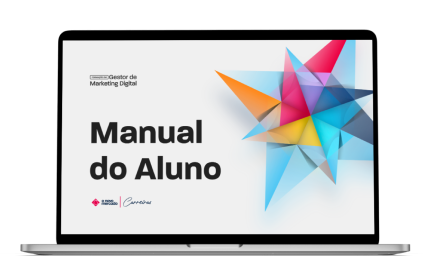 Gestor de
Marketing Digital
Manual
do Aluno
Carreiras